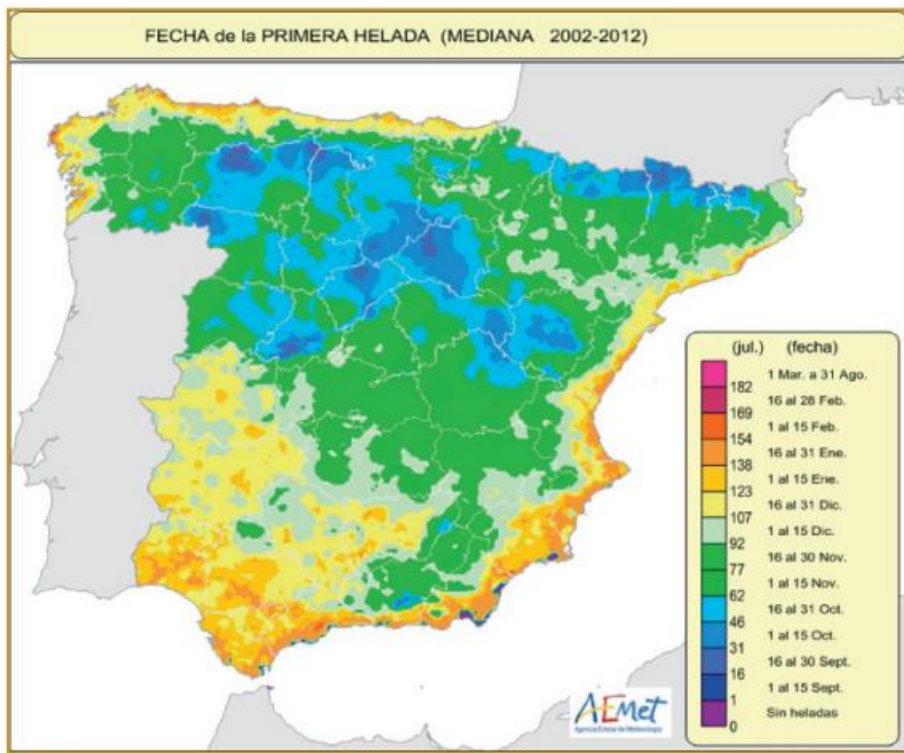 FECHA de la PRIMERA HELADA (MEDIANA 2002-2012)
(jul.) (fecha)
1 Mar. a 31 Ago.
182
16 al 28 Feb.
169
1 al 15 Feb.
154
16 al 31 Ene.
138
1 al 15 Ene.
123
16 al 31 Dic.
107
1 al 15 Dic.
92
16 al 30 Nov.
77
1 al 15 Nov.
62
16 al 31 Oct.
46
1 al 15 Oct.
31
16 al 30 Sept.
16
1 al 15 Sept.
1
Sin heladas
0
AEMet
Agencia Estatal de Meteorología